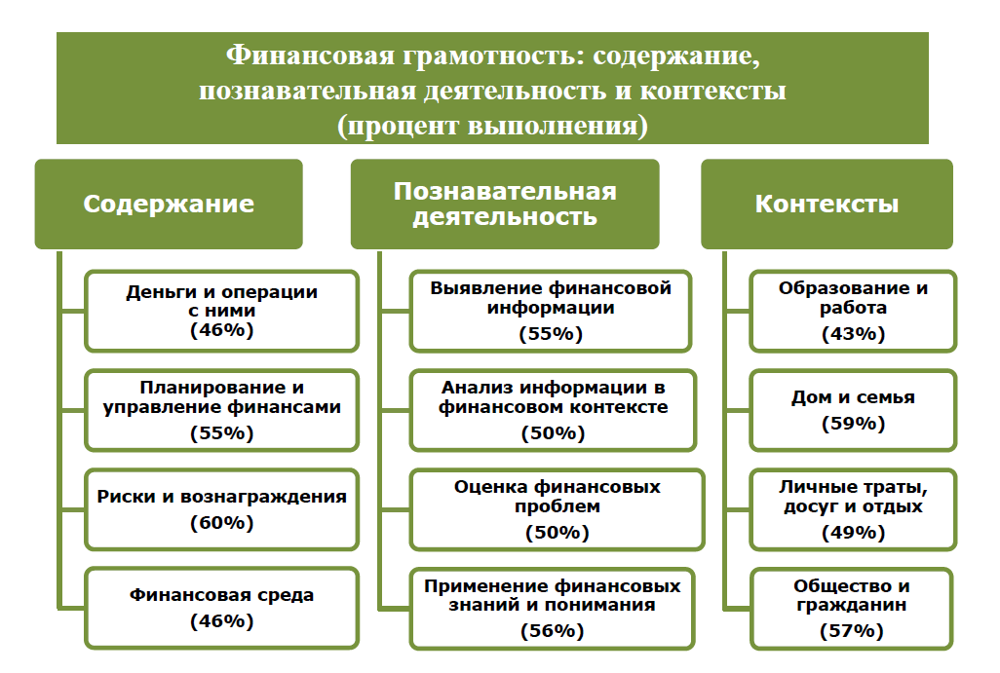 Финансовая грамотность: содержание,
познавательная деятельность и контексты
(процент выполнения)
Содержание
Деньги и операции
с ними
(46%)
Планирование и
управление финансами
(55%)
Риски и вознаграждения
(60%)
Финансовая среда
(46%)
Познавательная
деятельность
Выявление финансовой
информации
(55%)
Анализ информации в
финансовом контексте
(50%)
Оценка финансовых
проблем
(50%)
Применение финансовых
знаний и понимания
(56%)
Контексты
Образование и
работа
(43%)
Дом и семья
(59%)
Личные траты,
досуг и отдых
(49%)
Общество и
гражданин
(57%)